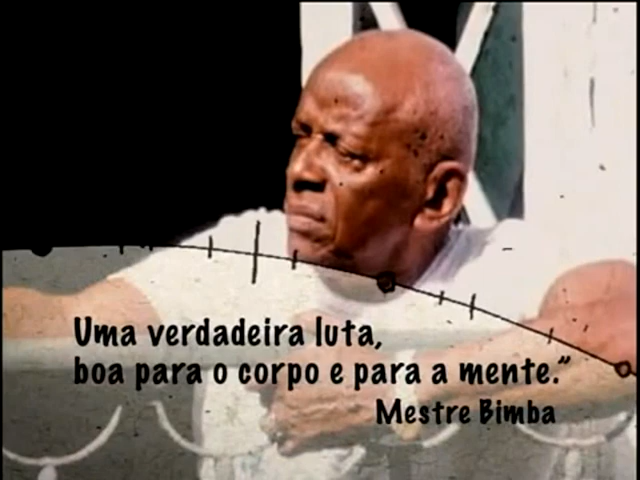 Uma verdadeira luta,
boa para o corpo e para a mente.”
Mestre Bimba